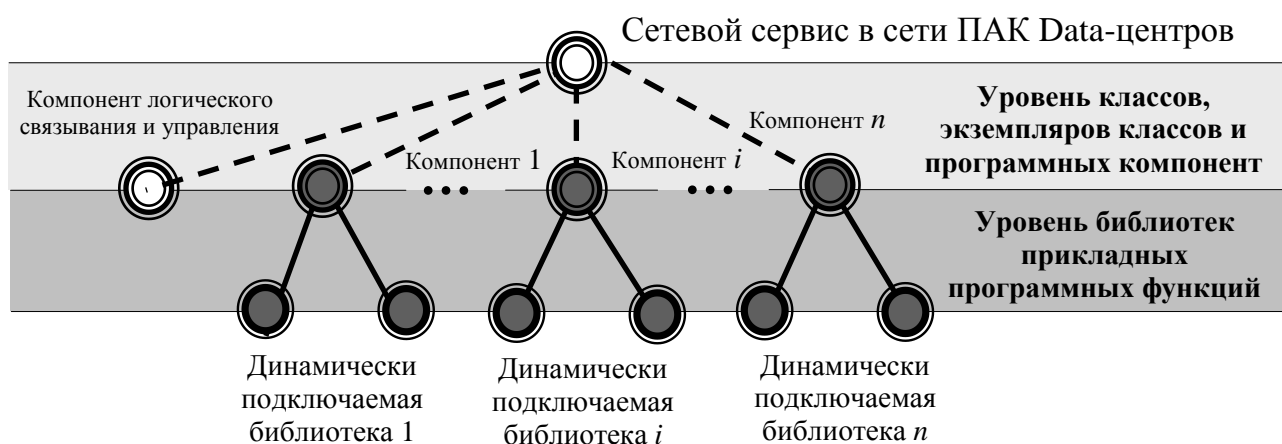 Сетевой сервис в сети ПАК Data-центров
Компонент логического
связывания и управления
Компонент n
Уровень классов,
экземпляров классов и
программных компонент
Компонент 1
Компонент i
Уровень библиотек
прикладных
программных функций
Динамически
подключаемая
библиотека 1
Динамически
подключаемая
библиотека i
Динамически
подключаемая
библиотека n